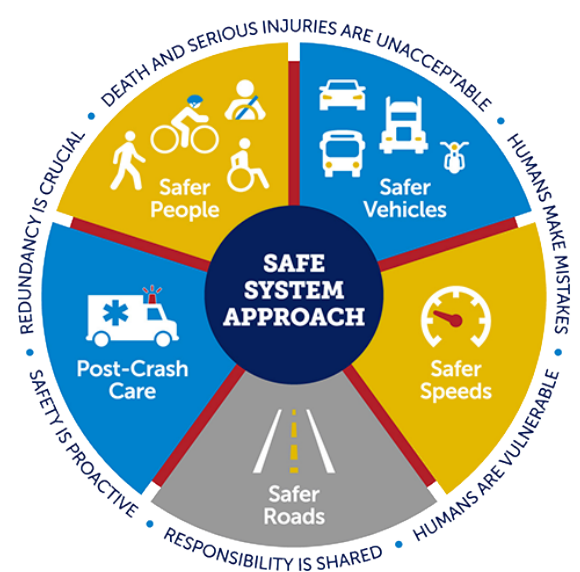 DEATH AND SERIOUS INJURIES ARE UNACCEPTABLE
HUMANS MAKE MISTAKES
HUMANS ARE VULNERABLE
RESPONSIBILITY IS SHARED
SAFETY IS PROACTIVE
REDUNDANCY IS CRUCIAL
Safer
People
Safer
Vehicles
SAFE
SYSTEM
APPROACH
Safer
Speeds
Safer
Roads
Post-Crash
Care